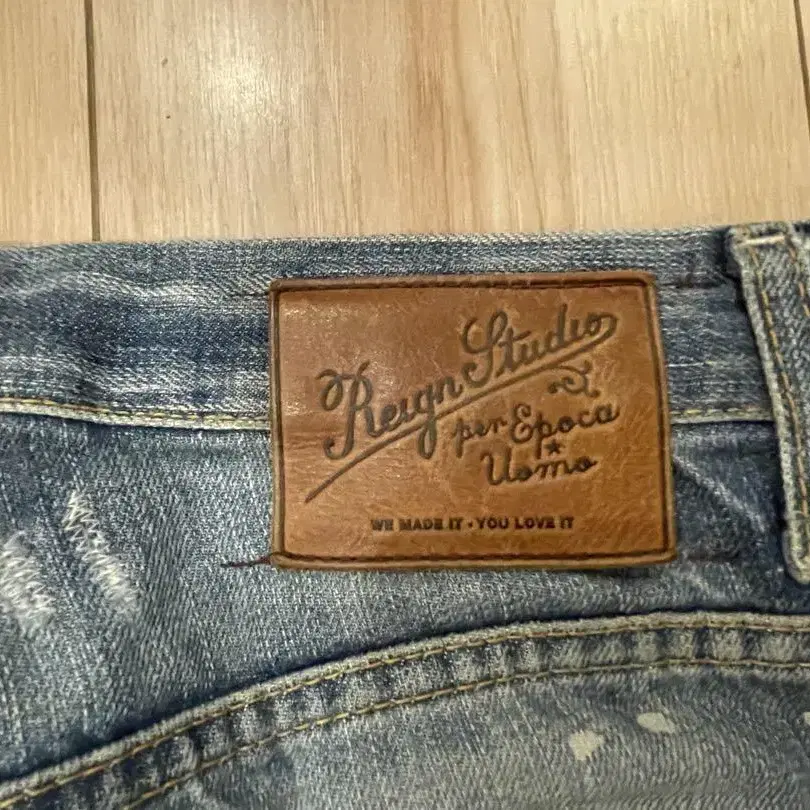 Reign Studio
per Epoca
Uomo
WE MADE IT • YOU LOVE IT